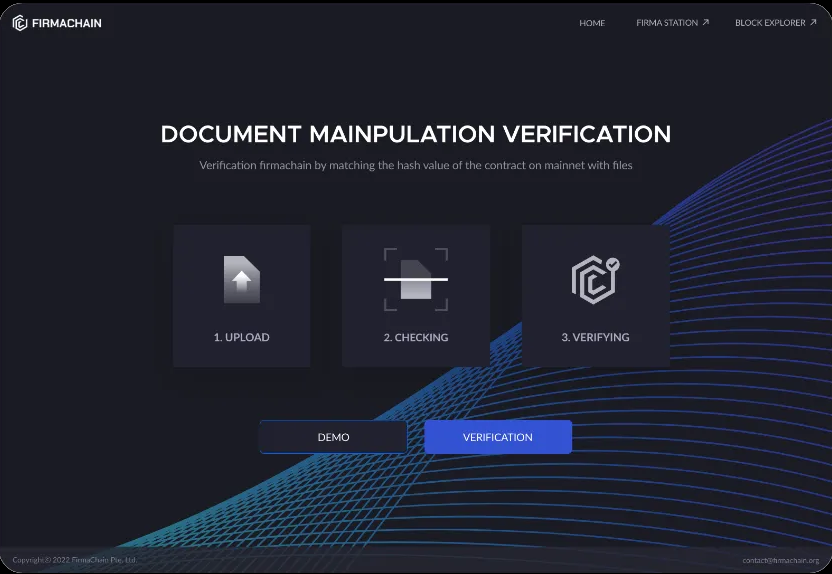 FIRMACHAIN
HOME
FIRMA STATION
BLOCK EXPLORER
DOCUMENT MAINPULATION VERIFICATION
Verification firmachain by matching the hash value of the contract on mainnet with files
1. UPLOAD
2. CHECKING
3. VERIFYING
DEMO
VERIFICATION
Copyright© 2022 FirmaChain Pte. Ltd.
contact@firmachain.org